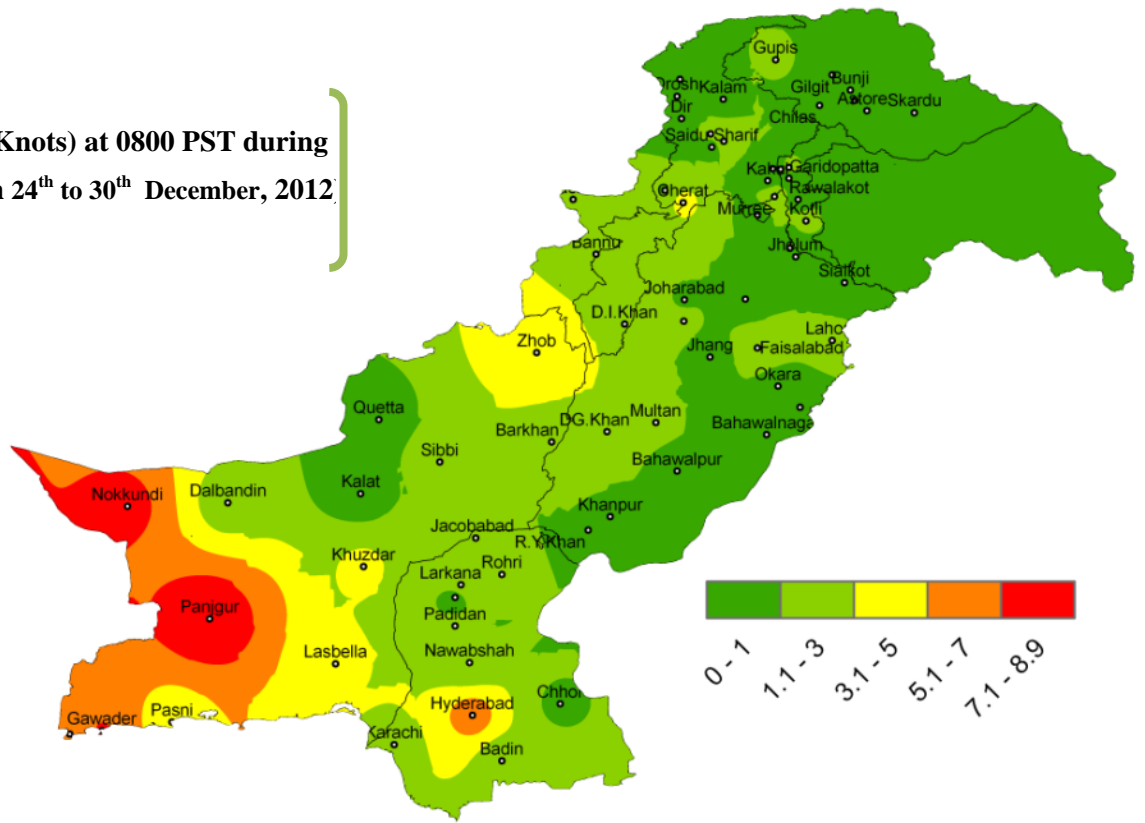 Knots) at 0800 PST during
24th to 30th December, 2012
Gupis
Bunji
Kalam
Gilgit
Astore
Skardu
Dir
Chilas
Saidu Sharif
Garidopatta
Cherat
Rawalakot
Murree
Kotli
Bannu
Jhelum
Sialkot
Joharabad
D.I.Khan
Zhob
Jhang
Faisalabad
Okara
Quetta
DG.Khan
Multan
Barkhan
Bahawalnaga
Sibbi
Bahawalpur
Nokkundi
Dalbandin
Kalat
Khanpur
Jacobabad
R.Y.Khan
Khuzdar
Rohri
Larkana
Panjgur
Padidan
Lasbella
Nawabshah
Chhor
Hyderabad
Pasni
Gawader
Karachi
Badin
0 - 1
1.1 - 3
3.1 - 5
5.1 - 7
7.1 - 8.9